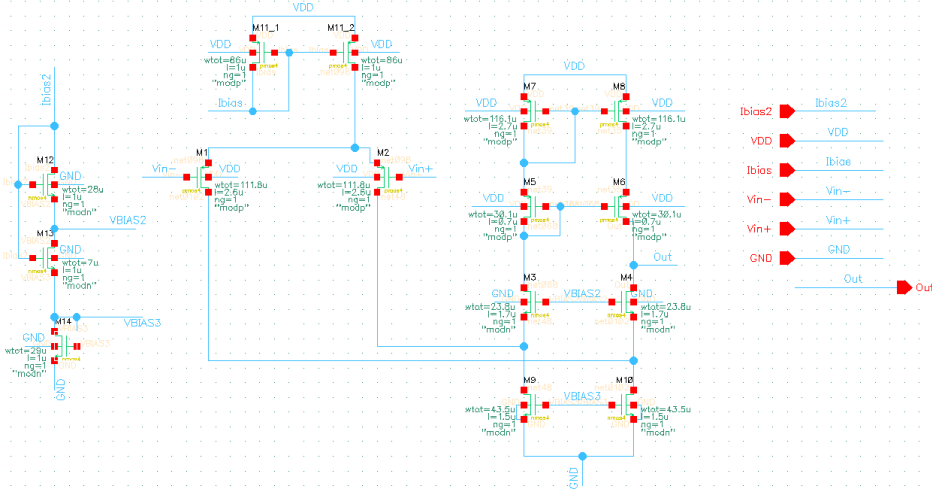 VDD
M11_1
M11_2
VDD
VDD
wtot=86u
l=1u
ng=1
"modp"
wtot=86u
l=1u
ng=1
"modp"
Ibias
Ibias2
M12
GND
wtot=28u
l=1u
ng=1
"modn"
VBIAS2
M13
GND
wtot=7u
l=1u
ng=1
"modn"
VBIAS3
M14
GND
wtot=29u
l=1u
ng=1
"modn"
GND
M1
Vin-
VDD
wtot=111.8u
l=2.6u
ng=1
"modp"
M2
VDD
Vin+
wtot=111.8u
l=2.6u
ng=1
"modp"
VDD
M7
M8
VDD
VDD
wtot=116.1u
l=2.7u
ng=1
"modp"
wtot=116.1u
l=2.7u
ng=1
"modp"
M5
M6
VDD
VDD
wtot=30.1u
l=0.7u
ng=1
"modp"
wtot=30.1u
l=0.7u
ng=1
"modp"
Out
M3
M4
GND
VBIAS2
GND
wtot=23.8u
l=1.7u
ng=1
"modn"
wtot=23.8u
l=1.7u
ng=1
"modn"
M9
M10
VBIAS3
wtot=43.5u
l=1.5u
ng=1
"modn"
wtot=43.5u
l=1.5u
ng=1
"modn"
GND
Ibias2 Ibias2
VDD VDD
Ibias Ibias
Vin- Vin-
Vin+ Vin+
GND GND
Out Out